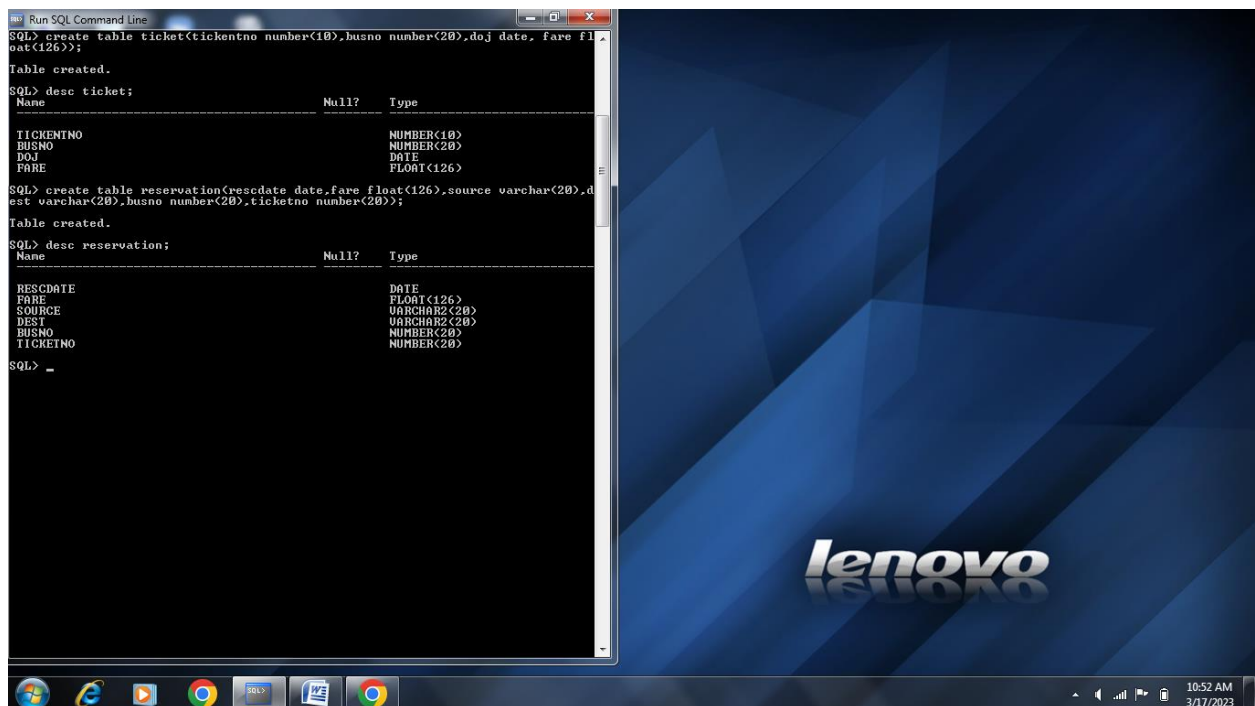 Run SQL Command Line
SQL> create table ticket(tickentno number(10),busno number(20),doj date, fare fl
oat(126));
Table created.
SQL> desc ticket;
Name Null? Type
TICKENTNO NUMBER(10)
BUSNO NUMBER(20)
DOJ DATE
FARE FLOAT(126)
SQL> create table reservation(rescdate date,fare float(126),source varchar(20),d
est varchar(20),busno number(20),ticketno number(20));
Table created.
SQL> desc reservation;
Name Null? Type
RESCDATE DATE
FARE FLOAT(126)
SOURCE VARCHAR2(20)
DEST VARCHAR2(20)
BUSNO NUMBER(20)
TICKETNO NUMBER(20)
SQL> _
lenovo
SQL>
10:52 AM
3/17/2023